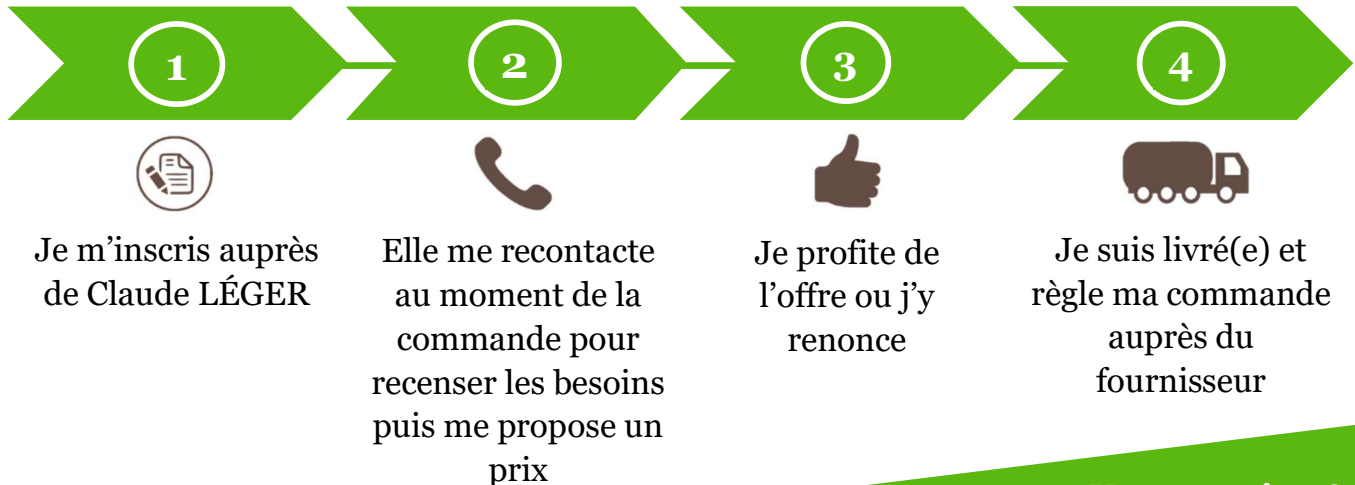 1
2
3
4
Je m’inscris auprès
de Claude LÉGER
Elle me recontacte
au moment de la
commande pour
recenser les besoins
puis me propose un
prix
Je profite de
l’offre ou j’y
renonce
Je suis livré(e) et
règle ma commande
auprès du
fournisseur